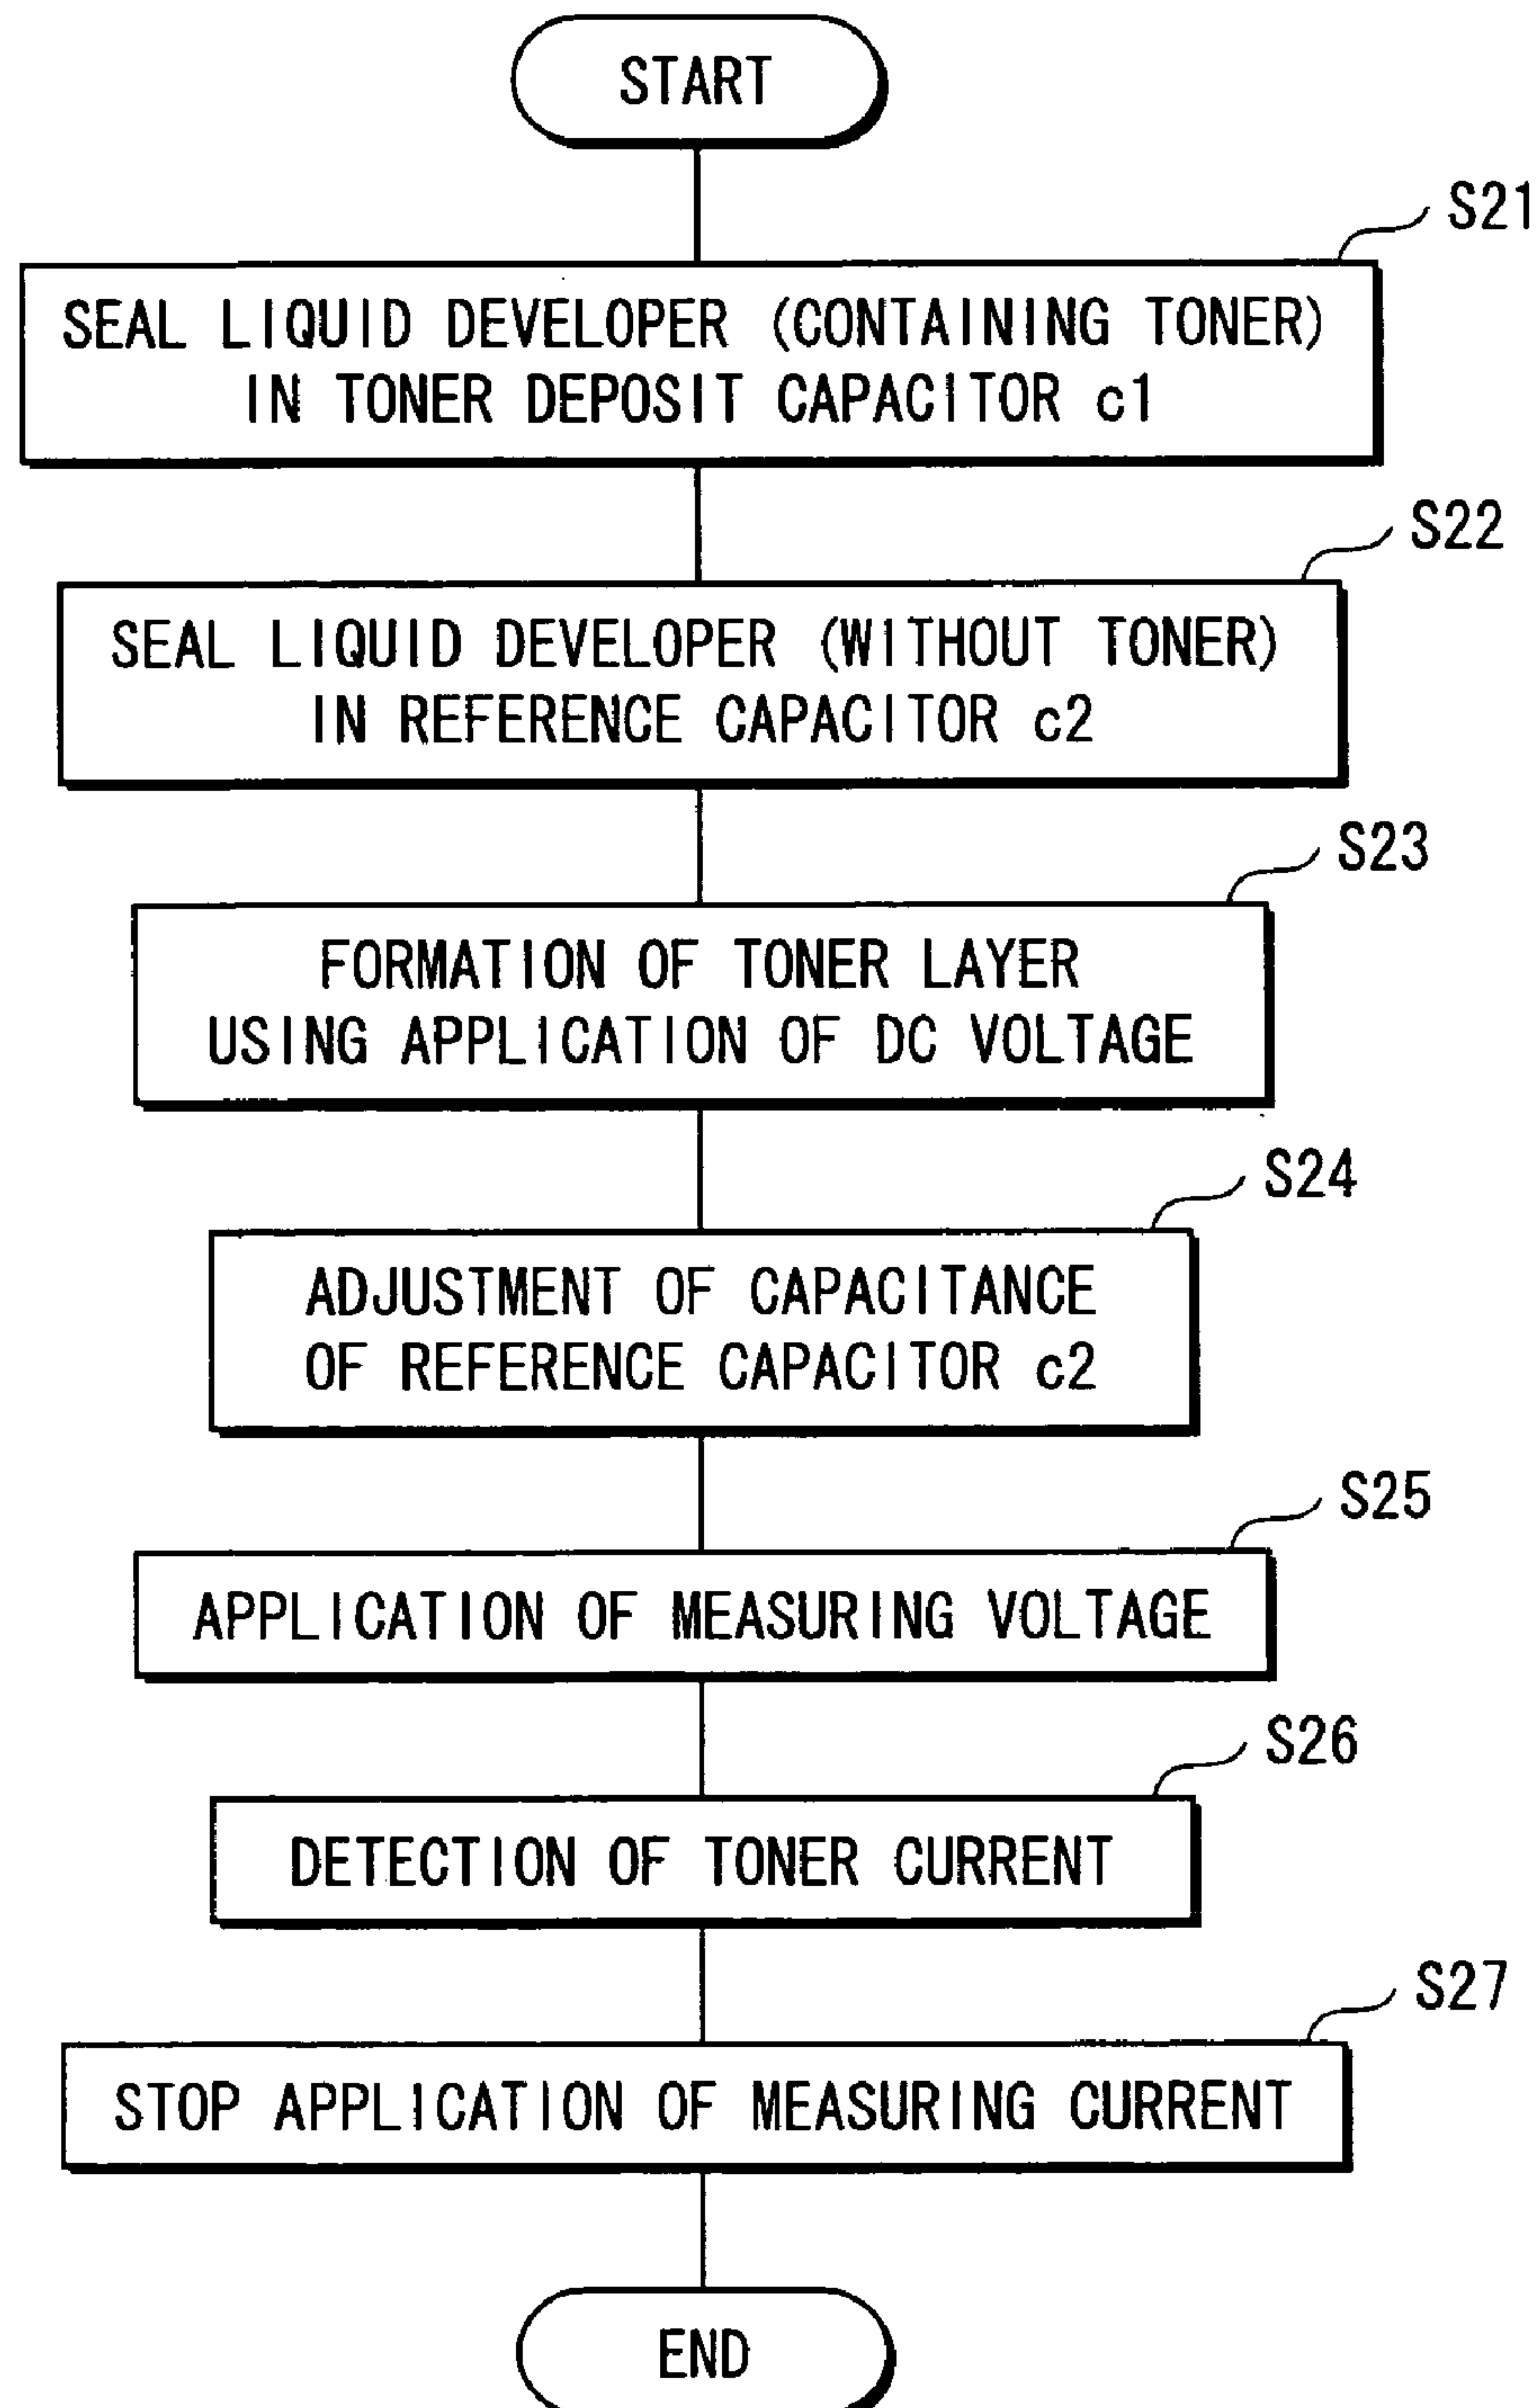 START
S21
SEAL LIQUID DEVELOPER (CONTAINING TONER)
IN TONER DEPOSIT CAPACITOR c1
S22
SEAL LIQUID DEVELOPER (WITHOUT TONER)
IN REFERENCE CAPACITOR c2
S23
FORMATION OF TONER LAYER
USING APPLICATION OF DC VOLTAGE
S24
ADJUSTMENT OF CAPACITANCE
OF REFERENCE CAPACITOR c2
S25
APPLICATION OF MEASURING VOLTAGE
S26
DETECTION OF TONER CURRENT
S27
STOP APPLICATION OF MEASURING CURRENT
END